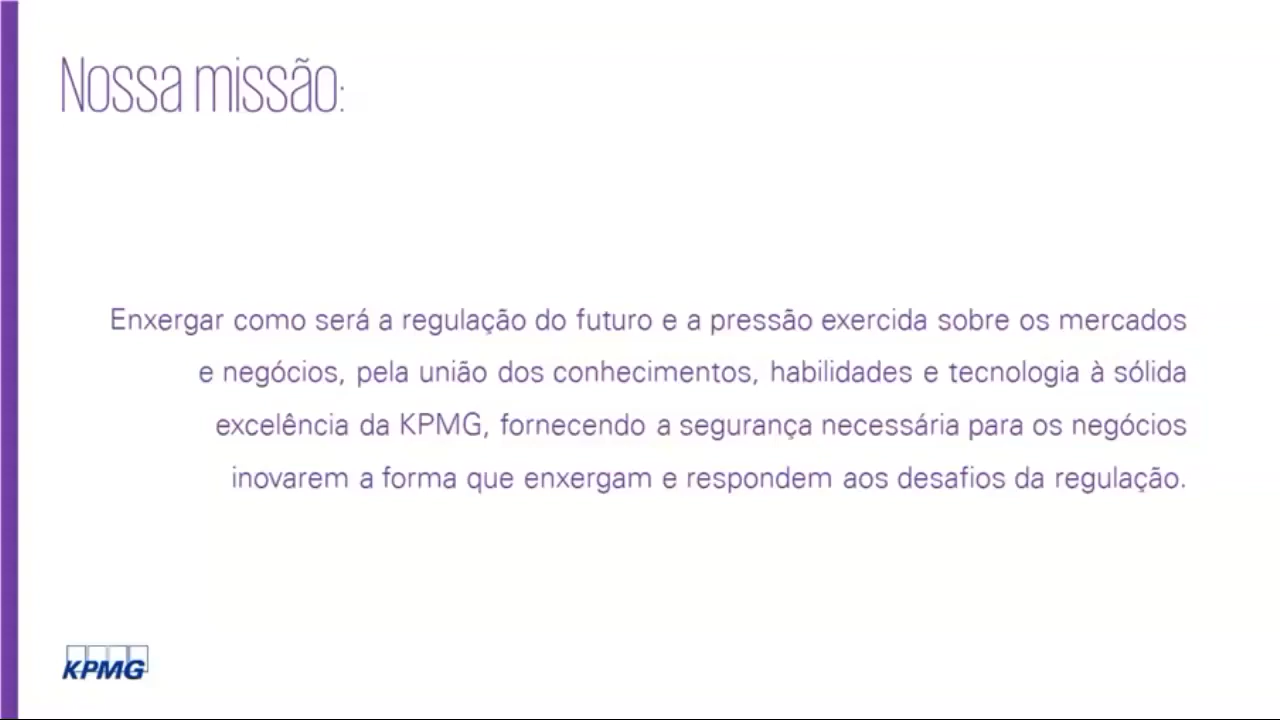 Nossa missão:
Enxergar como será a regulação do futuro e a pressão exercida sobre os mercados
e negócios, pela união dos conhecimentos, habilidades e tecnologia à sólida
excelência da KPMG, fornecendo a segurança necessária para os negócios
inovarem a forma que enxergam e respondem aos desafios da regulação.
KPMG